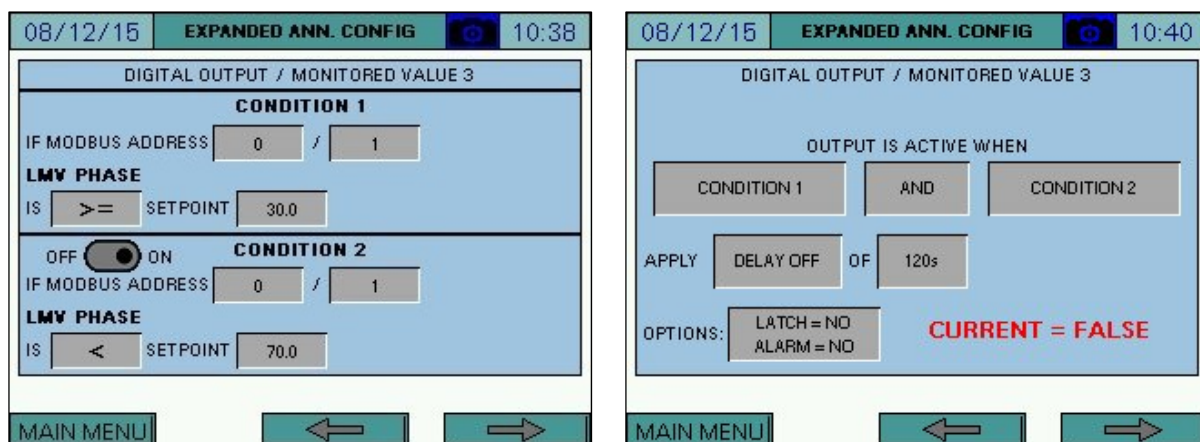 08/12/15 EXPANDED ANN. CONFIG 10:38
DIGITAL OUTPUT / MONITORED VALUE 3
CONDITION 1
IF MODBUS ADDRESS 0 / 1
LMV PHASE
IS >= SETPOINT 30.0
OFF ON CONDITION 2
IF MODBUS ADDRESS 0 / 1
LMV PHASE
IS < SETPOINT 70.0
MAIN MENU
08/12/15 EXPANDED ANN. CONFIG 10:40
DIGITAL OUTPUT / MONITORED VALUE 3
OUTPUT IS ACTIVE WHEN
CONDITION 1 AND CONDITION 2
APPLY DELAY OFF OF 120s
OPTIONS: LATCH = NO
ALARM = NO
CURRENT = FALSE
MAIN MENU